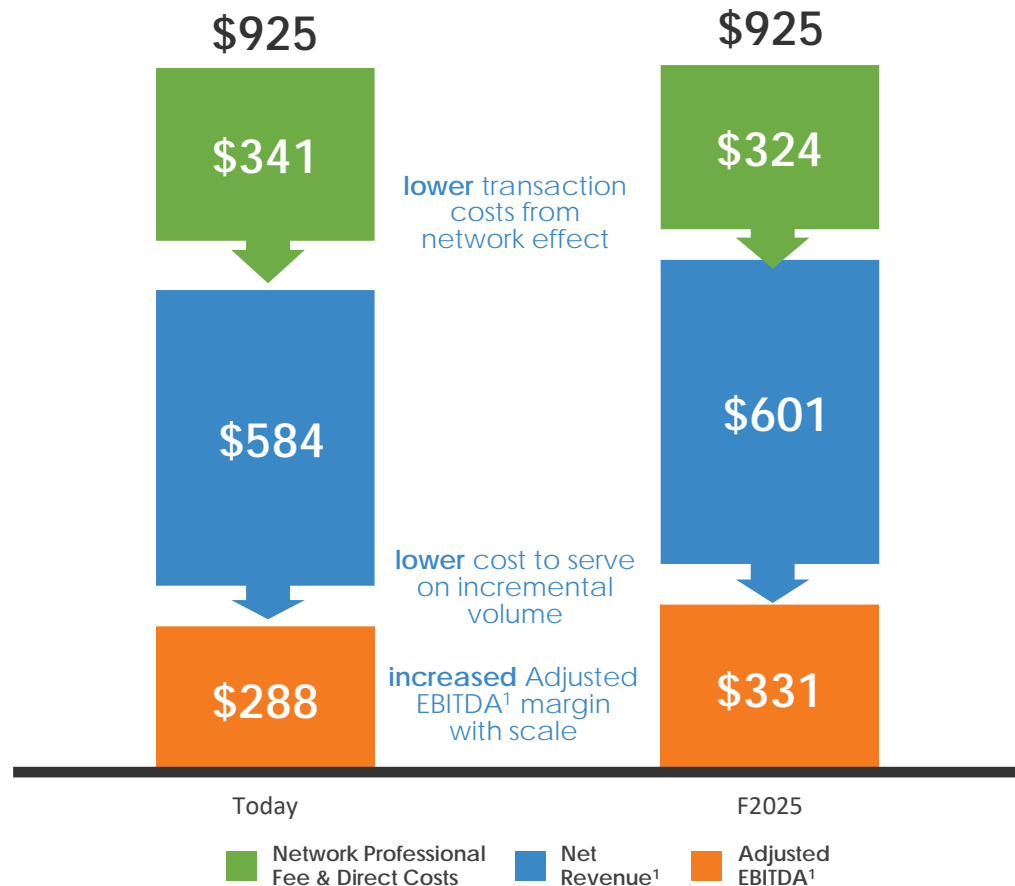 $925
$925
$341
$324
lower transaction
costs from
network effect
$584
$601
lower cost to serve
on incremental
volume
$288
$331
increased Adjusted
EBITDA¹ margin
with scale
Today
F2025
Network Professional
Fee & Direct Costs
Net
Revenue¹
Adjusted
EBITDA¹